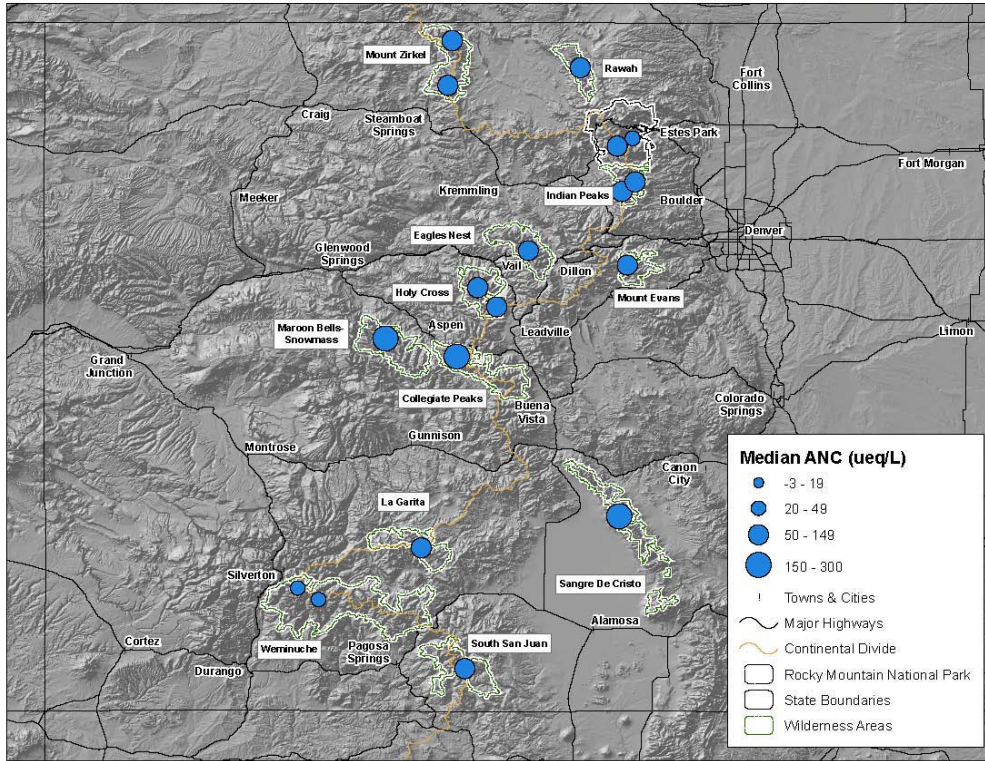 Mount Zirkel
Rawah
Fort
Collins
Craig
Steamboat
Springs
Estes Park
Fort Morgan
Kremmling
Indian Peaks
Boulder
Meeker
Eagles Nest
Denver
Glenwood
Springs
Vail
Dillon
Holy Cross
Mount Evans
Maroon Bells-
Snowmass
Aspen
Leadville
Limon
Grand
Junction
Collegiate Peaks
Buena
Vista
Colorado
Springs
Gunnison
Montrose
Canon
City
La Garita
Silverton
Sangre De Cristo
Alamosa
Cortez
Weminuche
Pagosa
Springs
South San Juan
Durango
Median ANC (ueq/L)
-3 - 19
20 - 49
50 - 149
150 - 300
Towns & Cities
Major Highways
Continental Divide
Rocky Mountain National Park
State Boundaries
Wilderness Areas